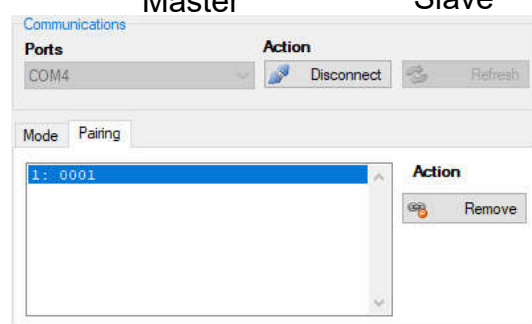 Master Slave
Communications
Ports Action
COM4 Disconnect Refresh
Mode Pairing
1: 0001
Action
Remove